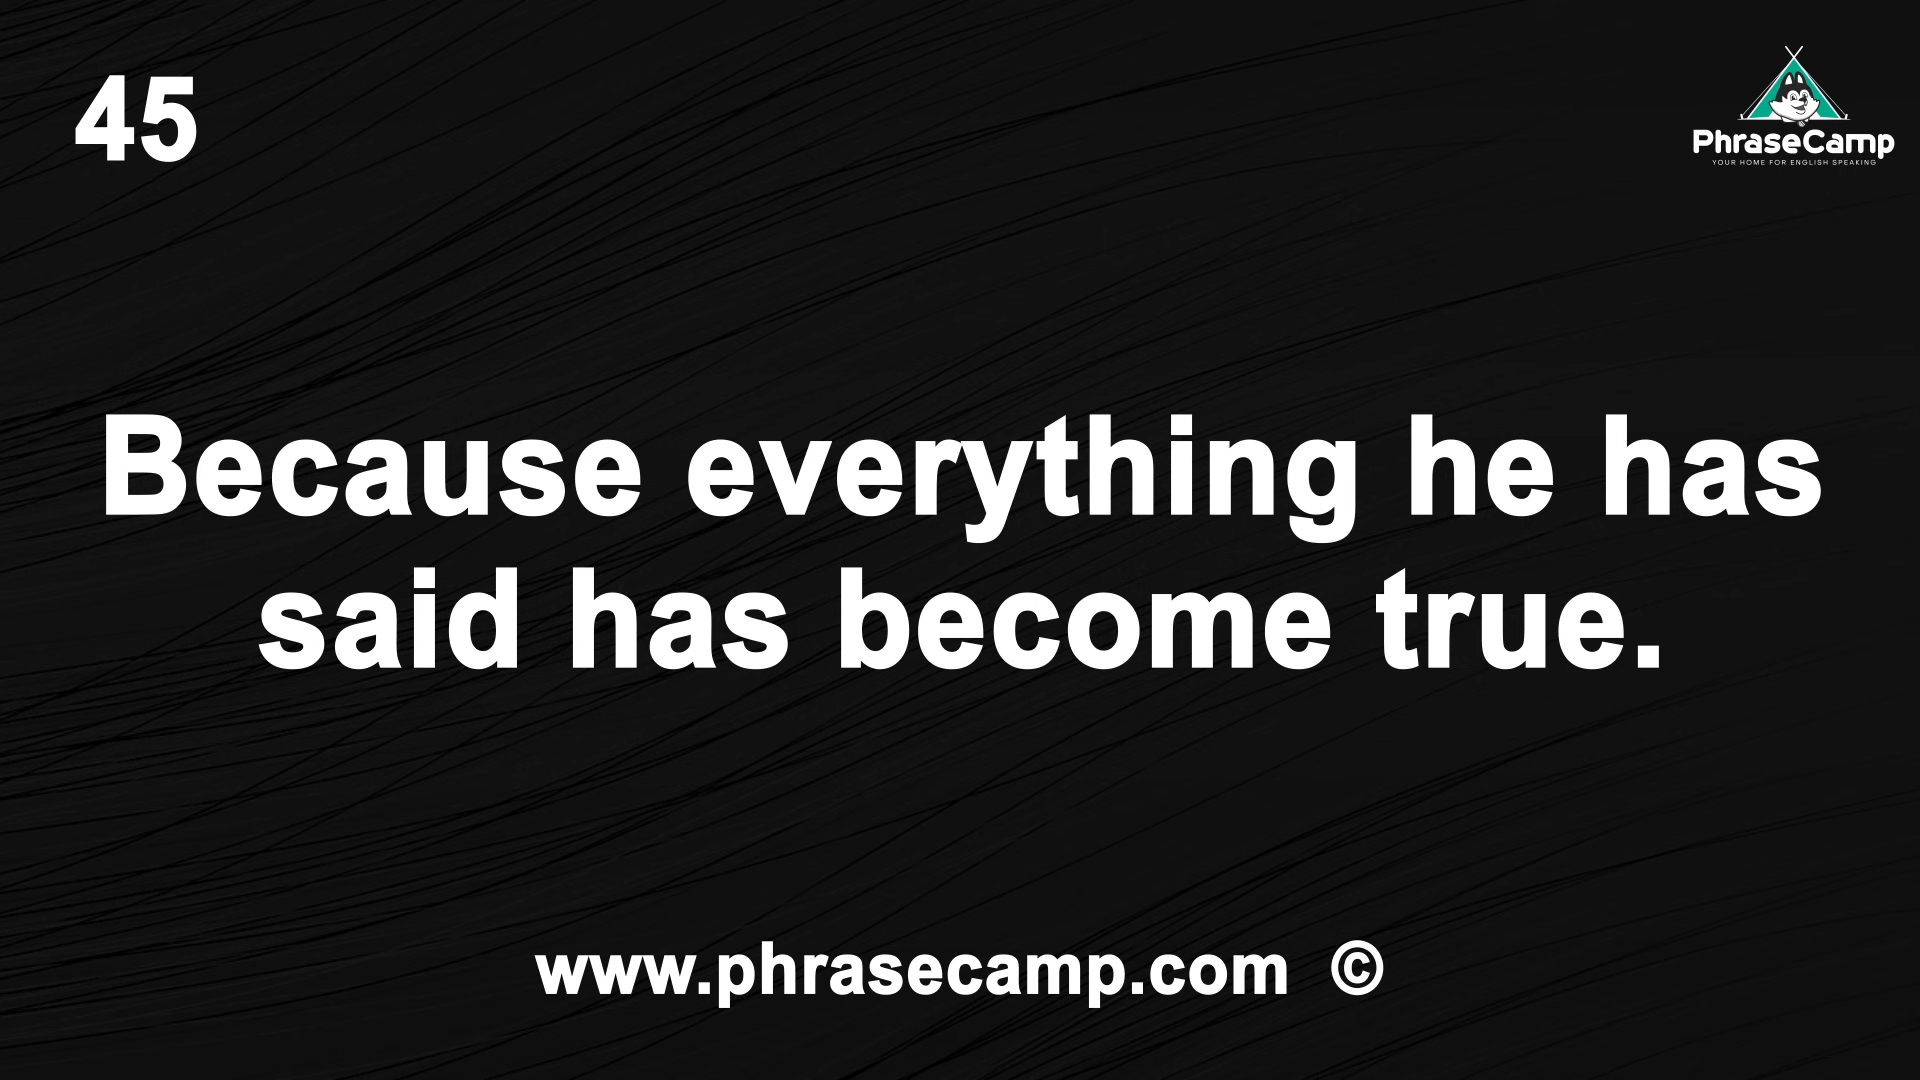 45
PhraseCamp
YOUR HOME FOR ENGLISH SPEAKING
Because everything he has
said has become true.
www.phrasecamp.com ©